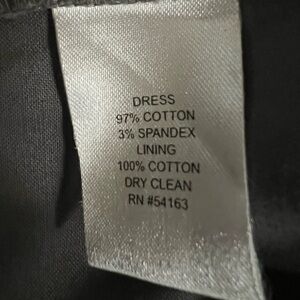 DRESS
97% COTTON
3% SPANDEX
LINING
100% COTTON
DRY CLEAN
RN #54163